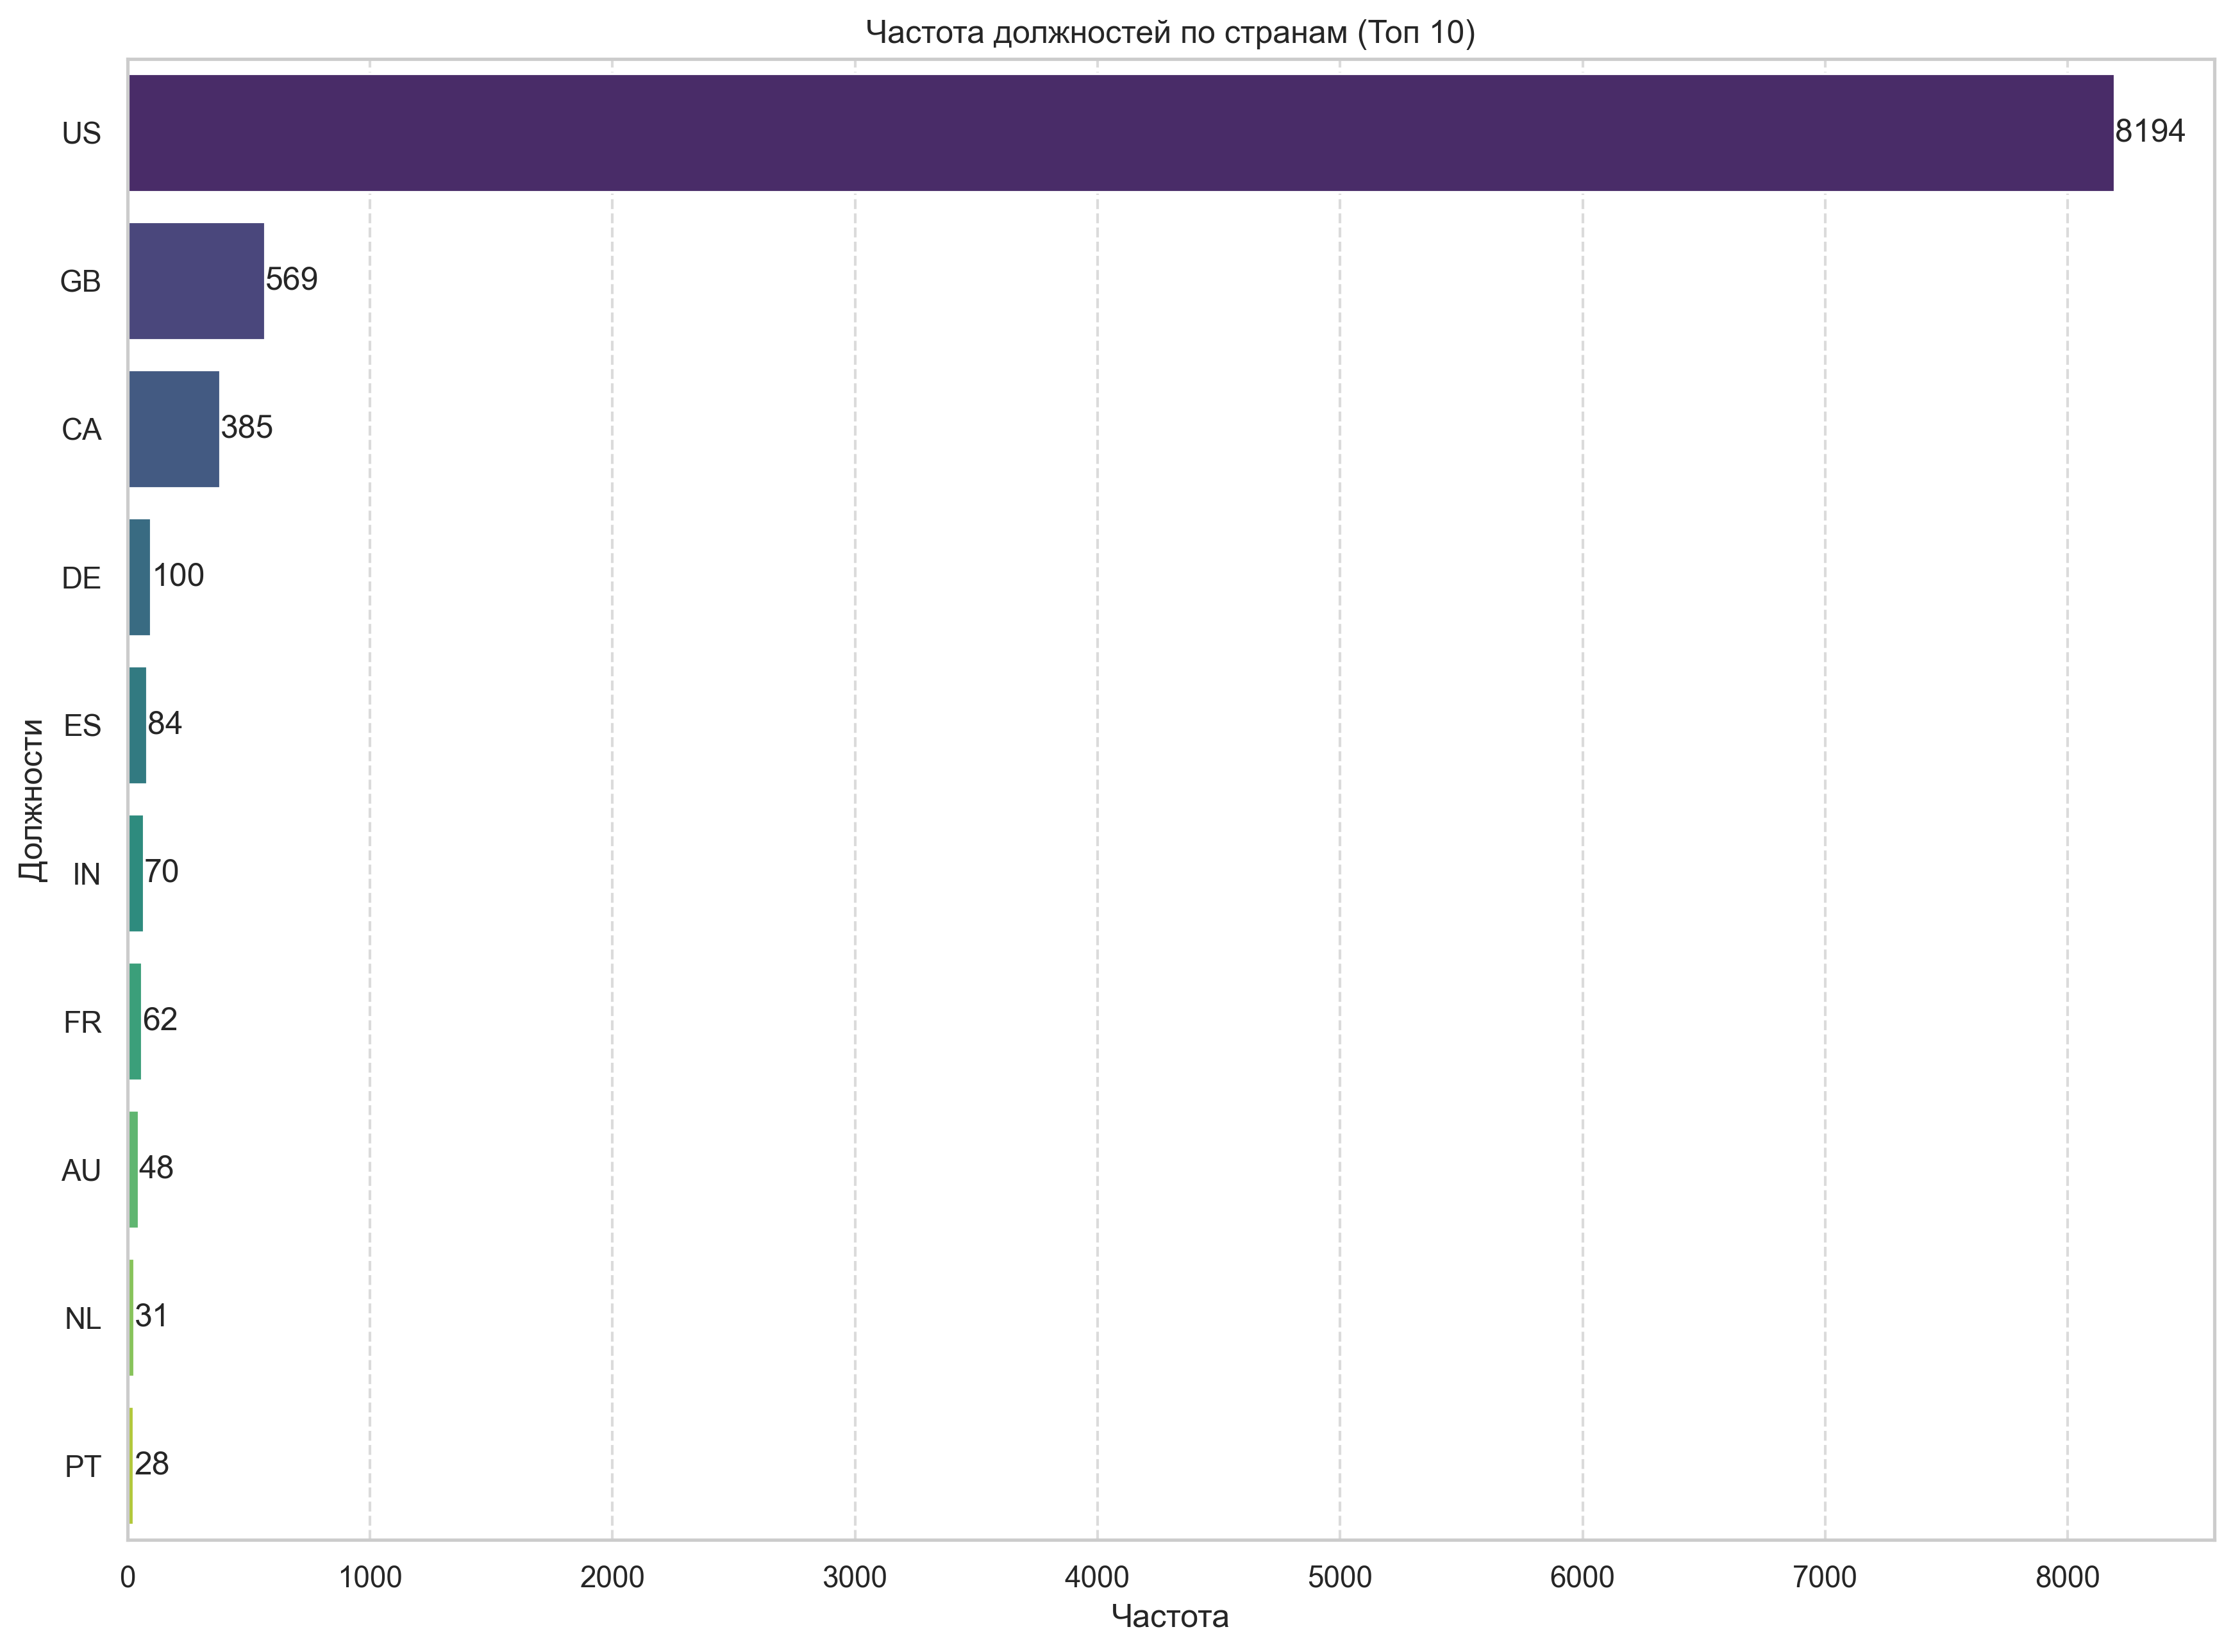 Частота должностей по странам (Топ 10)
US 8194
GB 569
CA 385
DE 100
ES 84
IN 70
FR 62
AU 48
NL 31
PT 28
Должности
0 1000 2000 3000 4000 5000 6000 7000 8000
Частота